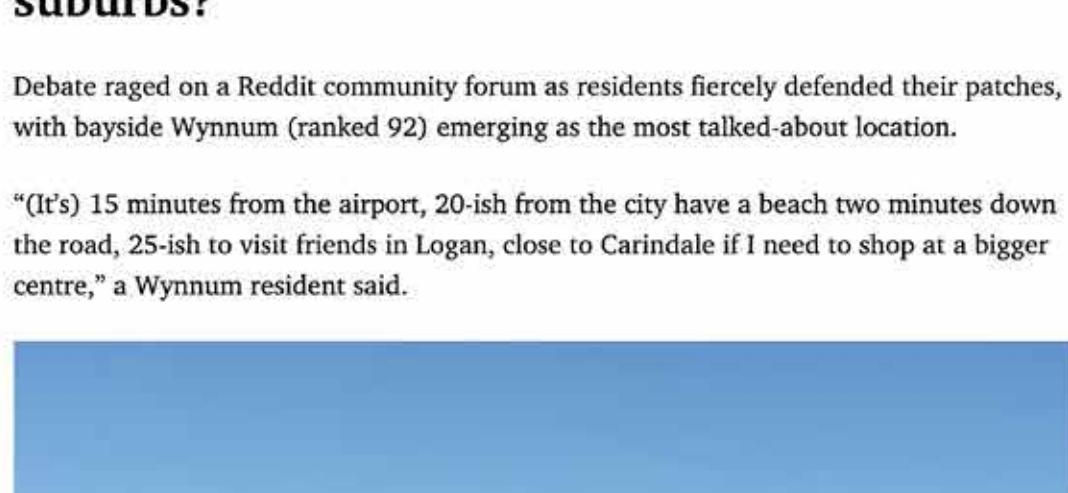 suburbs?
Debate raged on a Reddit community forum as residents fiercely defended their patches,
with bayside Wynnum (ranked 92) emerging as the most talked-about location.
“(It’s) 15 minutes from the airport, 20-ish from the city have a beach two minutes down
the road, 25-ish to visit friends in Logan, close to Carindale if I need to shop at a bigger
centre,” a Wynnum resident said.